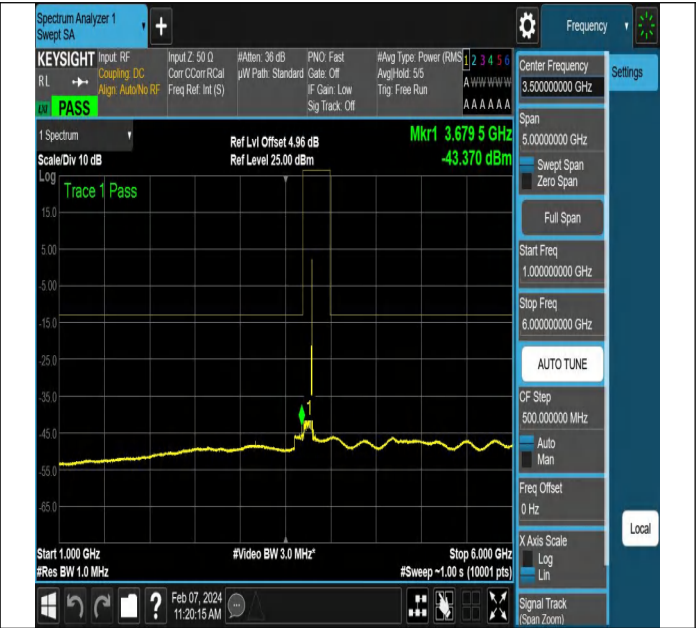 Spectrum Analyzer 1
Swept SA
Frequency
KEYSIGHT
RL
PASS
Input: RF
Coupling: DC
Align: Auto/No RF
Input Z: 50 Ω
Corr CCorr RCal
Freq Ref: Int (S)
#Atten: 36 dB
µW Path: Standard
PNO: Fast
Gate: Off
IF Gain: Low
Sig Track: Off
#Avg Type: Power (RMS
Avg|Hold: 5/5
Trig: Free Run
1 2 3 4 5 6
A W W W W W
A A A A A A
1 Spectrum
Scale/Div 10 dB
Ref Lvl Offset 4.96 dB
Ref Level 25.00 dBm
Mkr1 3.679 5 GHz
-43.370 dBm
Log
Trace 1 Pass
15.0
5.00
-5.00
-15.0
-25.0
-35.0
-45.0
-55.0
-65.0
1
Start 1.000 GHz
#Res BW 1.0 MHz
#Video BW 3.0 MHz*
Stop 6.000 GHz
#Sweep ~1.00 s (10001 pts)
Feb 07, 2024
11:20:15 AM
Center Frequency
3.500000000 GHz
Settings
Span
5.00000000 GHz
Swept Span
Zero Span
Full Span
Start Freq
1.000000000 GHz
Stop Freq
6.000000000 GHz
AUTO TUNE
CF Step
500.000000 MHz
Auto
Man
Freq Offset
0 Hz
Local
X Axis Scale
Log
Lin
Signal Track
(Span Zoom)